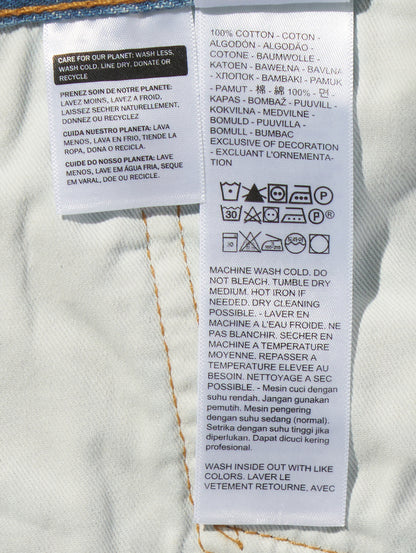 CARE FOR OUR PLANET: WASH LESS,
WASH COLD, LINE DRY, DONATE OR
RECYCLE
PRENEZ SOIN DE NOTRE PLANÈTE:
LAVEZ MOINS, LAVEZ A FROID,
LAISSEZ SECHER NATURELLEMENT,
DONNEZ OU RECYCLEZ
CUIDA NUESTRO PLANETA: LAVA
MENOS, LAVA EN FRIO, TIENDE LA
ROPA, DONA O RECICLA.
CUIDE DO NOSSO PLANETA: LAVE
MENOS, LAVE EM ÁGUA FRIA, SEQUE
EM VARAL, DOE OU RECICLE.
100% COTTON - COTON -
ALGODÓN - ALGODÃO -
COTONE - BAUMWOLLE -
KATOEN - BAWEŁNA - BAVLNA
- ХЛОПОК - ΒΑΜΒΑΚΙ - PAMUK
- PAMUT - 棉 - 綿 100% - 면 -
KAPAS - BOMBAŽ - PUUVILL -
KOKVILNA - MEDVILNE -
BOMULD - PUUVILLA -
BOMULL - BUMBAC
EXCLUSIVE OF DECORATION
- EXCLUANT L'ORNEMENTA-
TION
P
30 P ®
30
MACHINE WASH COLD. DO
NOT BLEACH. TUMBLE DRY
MEDIUM. HOT IRON IF
NEEDED. DRY CLEANING
POSSIBLE. - LAVER EN
MACHINE A L'EAU FROIDE. NE
PAS BLANCHIR. SECHER EN
MACHINE A TEMPERATURE
MOYENNE. REPASSER A
TEMPERATURE ELEVEE AU
BESOIN. NETTOYAGE A SEC
POSSIBLE. - Mesin cuci dengan
suhu rendah. Jangan gunakan
pemutih. Mesin pengering
dengan suhu sedang (normal).
Setrika dengan suhu tinggi jika
diperlukan. Dapat dicuci kering
profesional.
WASH INSIDE OUT WITH LIKE
COLORS. LAVER LE
VETEMENT RETOURNE, AVEC